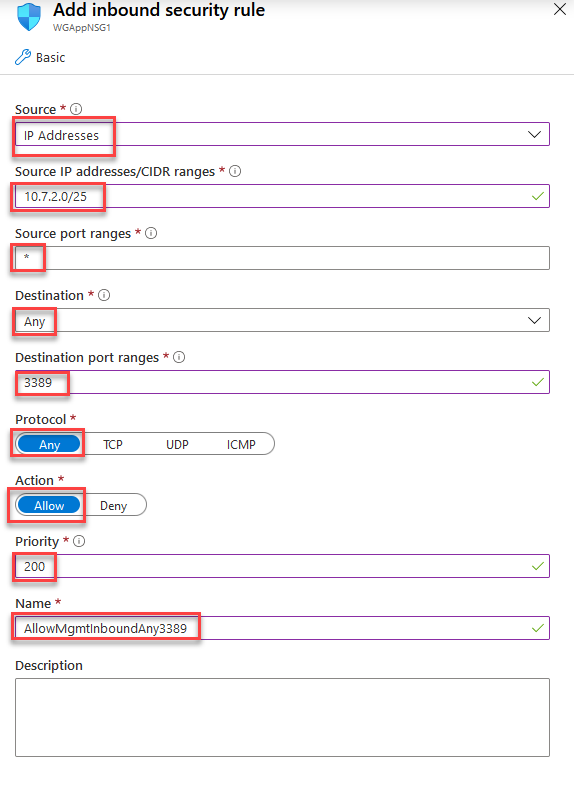 Add inbound security rule
WGAppNSG1
Basic
Source *
IP Addresses
Source IP addresses/CIDR ranges *
10.7.2.0/25
Source port ranges *
*
Destination *
Any
Destination port ranges *
3389
Protocol *
Any TCP UDP ICMP
Action *
Allow Deny
Priority *
200
Name *
AllowMgmtInboundAny3389
Description